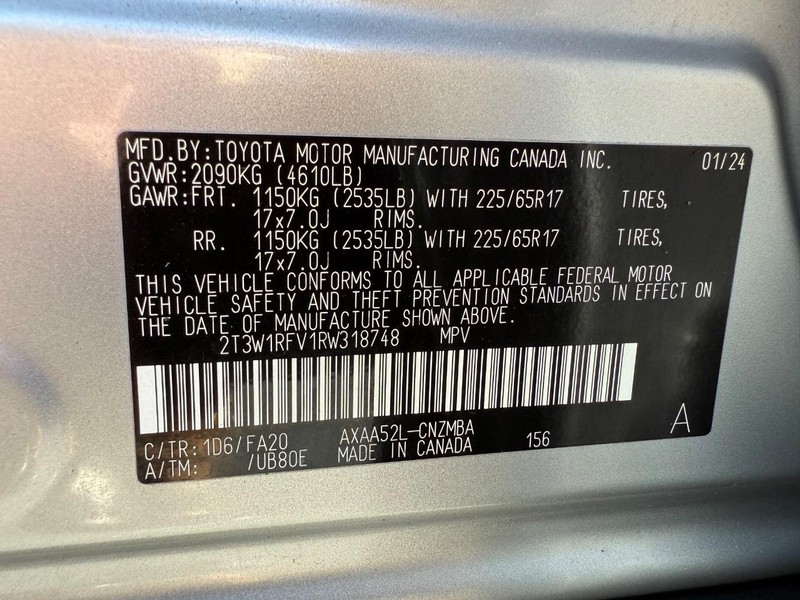 MFD.BY:TOYOTA MOTOR MANUFACTURING CANADA INC. 01/24
GVWR:2090KG (4610LB)
GAWR:FRT. 1150KG (2535LB) WITH 225/65R17 TIRES,
17x7.0J RIMS.
RR. 1150KG (2535LB) WITH 225/65R17 TIRES,
17x7.0J RIMS.
THIS VEHICLE CONFORMS TO ALL APPLICABLE FEDERAL MOTOR
VEHICLE SAFETY AND THEFT PREVENTION STANDARDS IN EFFECT ON
THE DATE OF MANUFACTURE SHOWN ABOVE.
2T3W1RFV1RW318748 MPV
C/TR:1D6/FA20 AXAA52L-CNZMBA 156 A
A/TM: /UB80E MADE IN CANADA